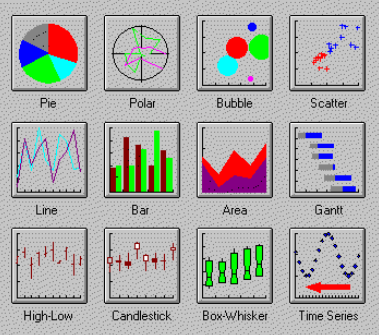 Pie
Polar
Bubble
Scatter
Line
Bar
Area
Gantt
High-Low
Candlestick
Box-Whisker
Time Series